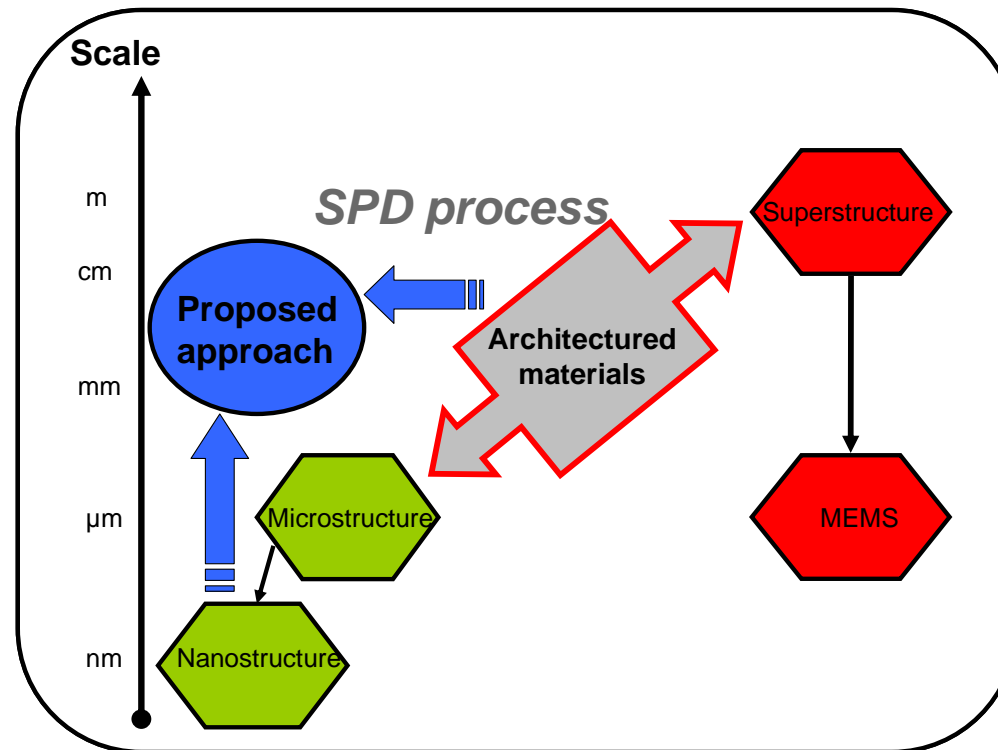 Scale
m
SPD process
Superstructure
cm
Proposed
approach
Architectured
materials
mm
Microstructure
µm
MEMS
Nanostructure
nm